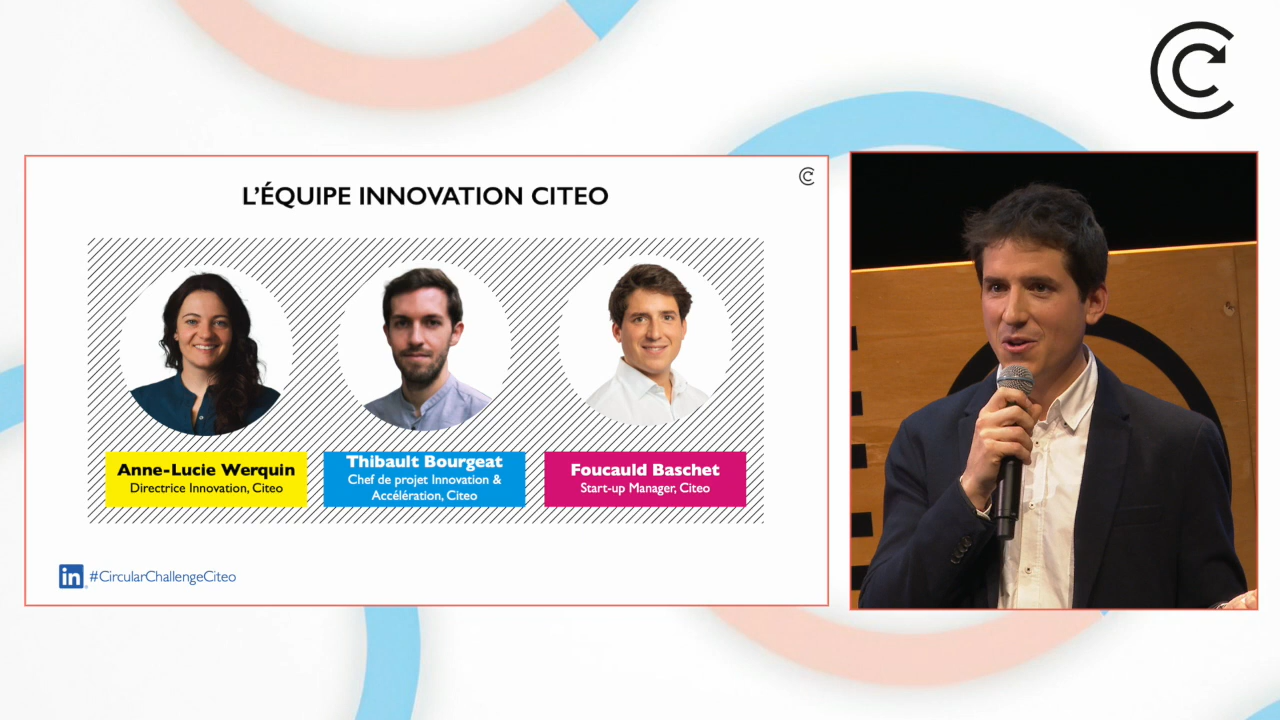 L'ÉQUIPE INNOVATION CITEO
Anne-Lucie Werquin
Directrice Innovation, Citeo
Thibault Bourgeat
Chef de projet Innovation &
Accélération, Citeo
Foucauld Baschet
Start-up Manager, Citeo
in #CircularChallengeCiteo